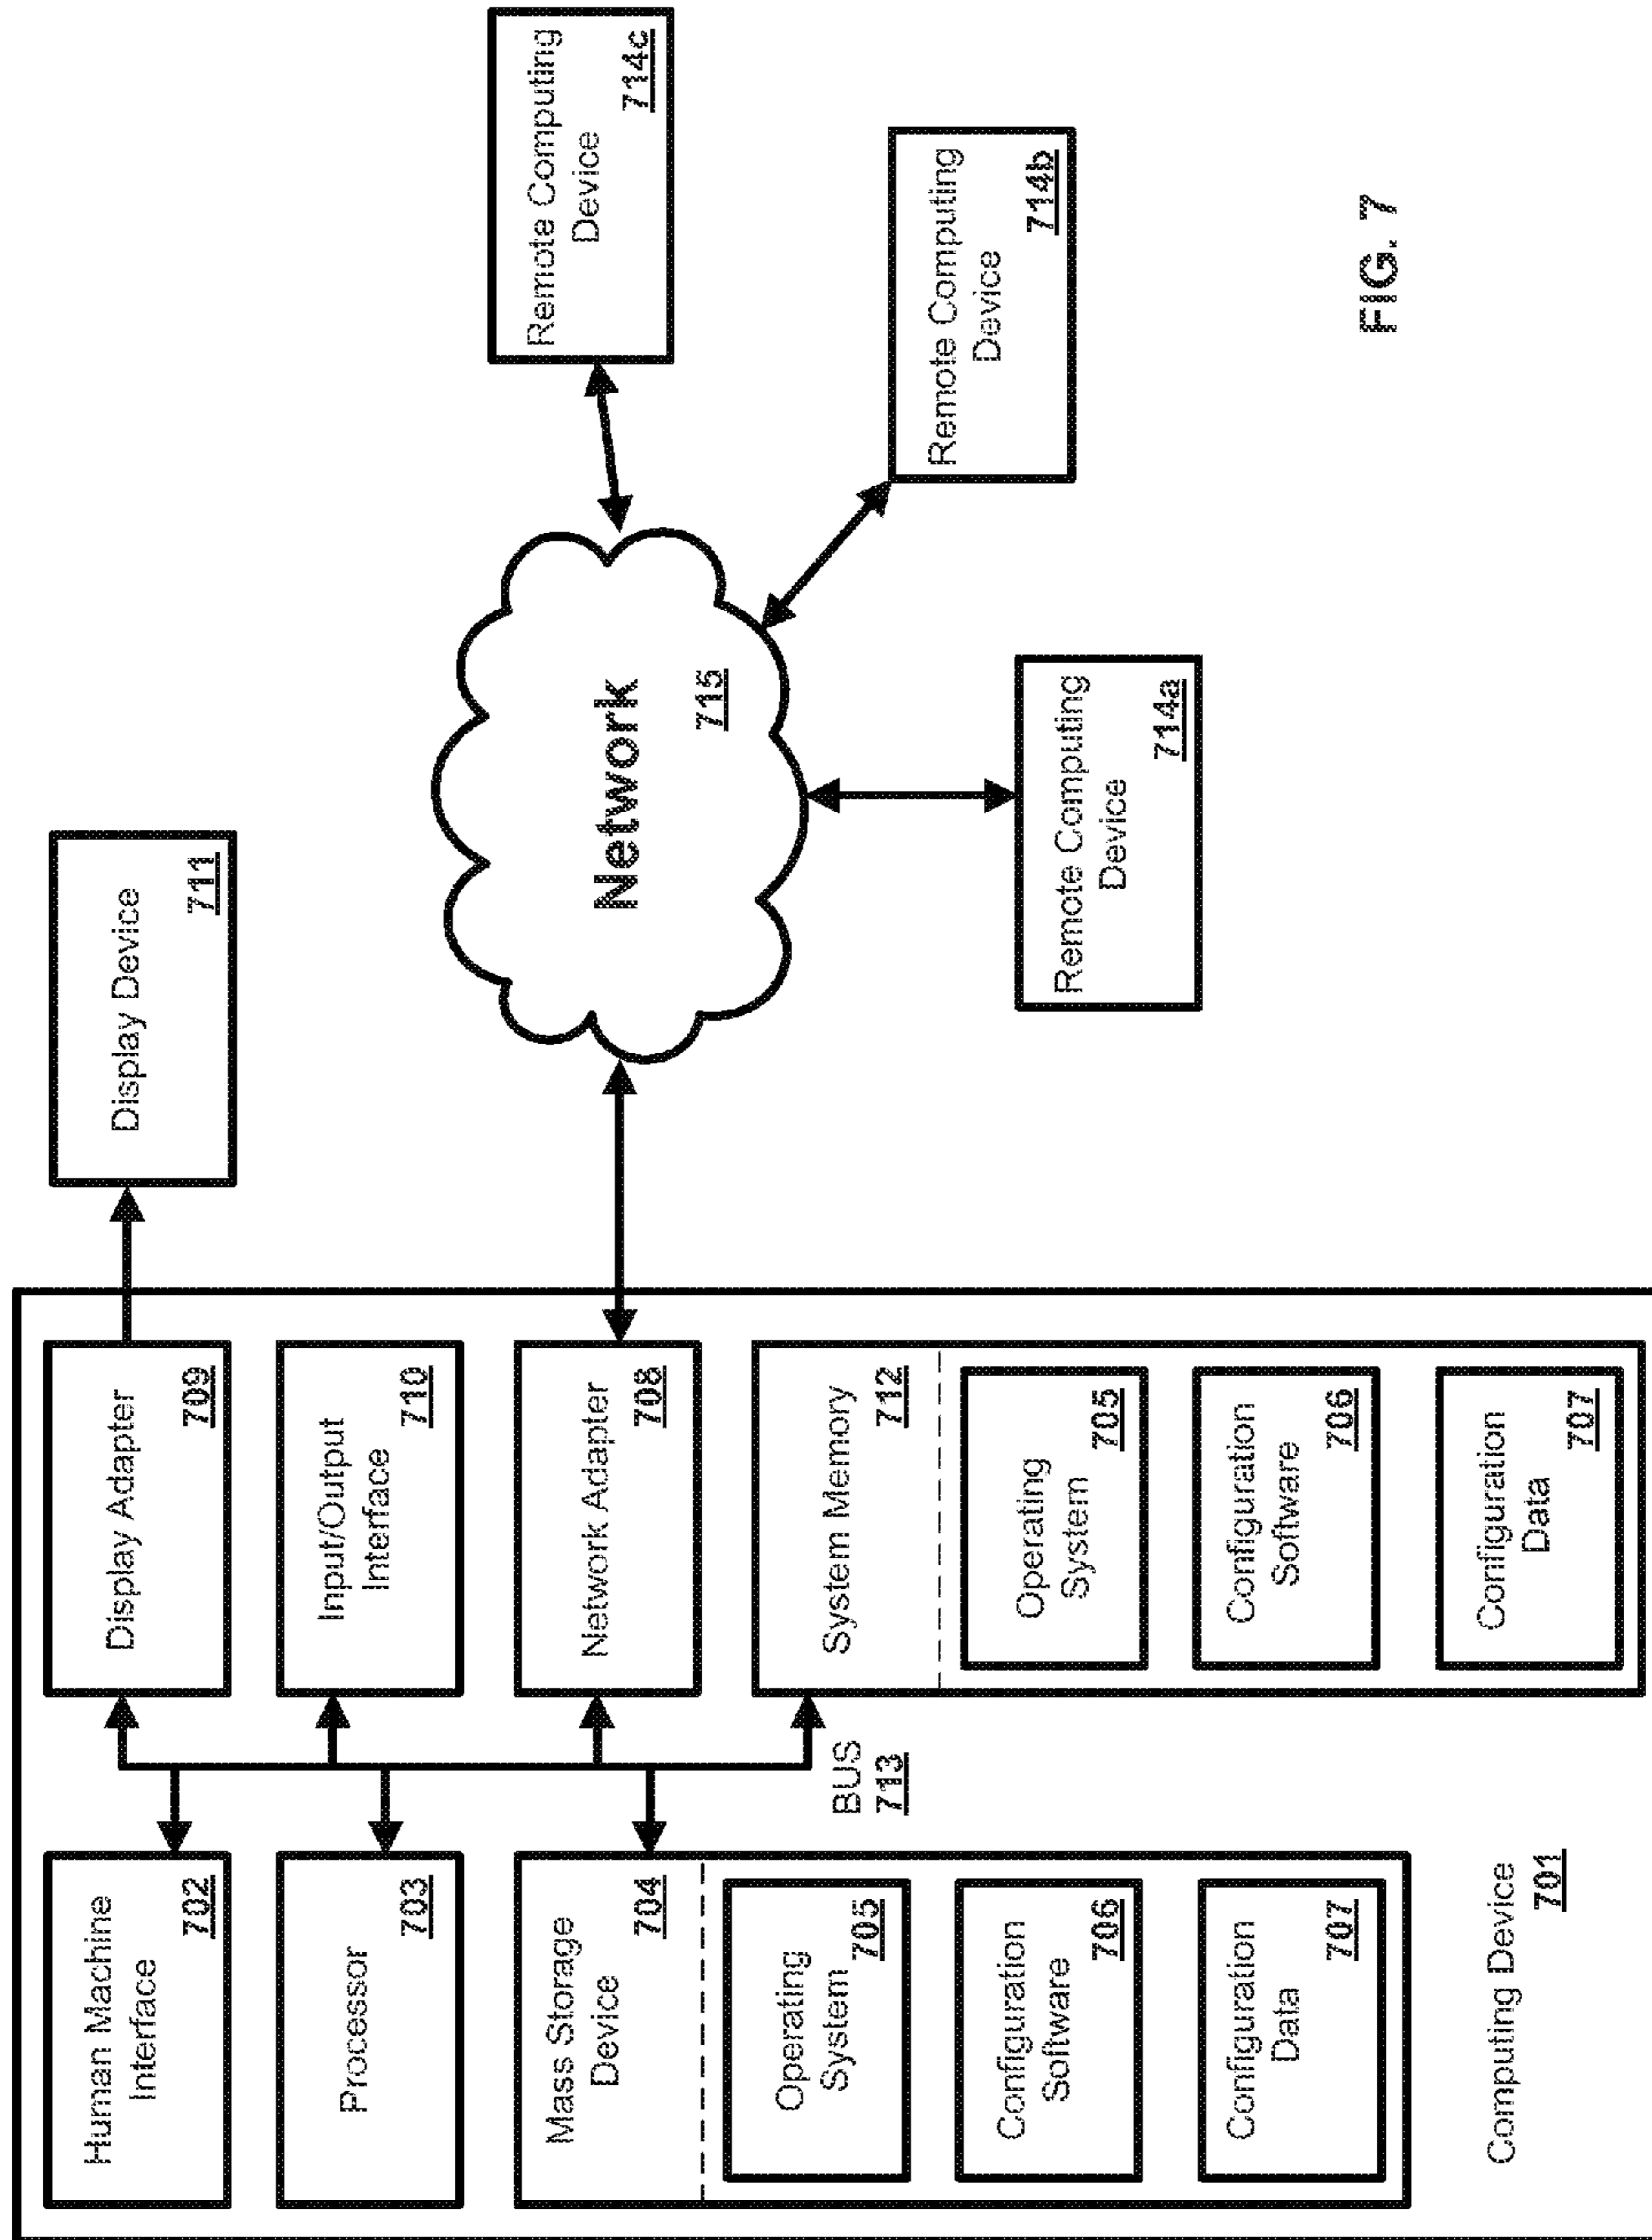 Human Machine
Interface
702
Processor
703
Mass Storage
Device
704
Operating
System
705
Configuration
Software
706
Configuration
Data
707
Computing Device
701
BUS
713
Display Adapter
709
Input/Output
Interface
710
Network Adapter
708
System Memory
712
Operating
System
705
Configuration
Software
706
Configuration
Data
707
Display Device
711
Network
715
Remote Computing
Device
714a
Remote Computing
Device
714b
Remote Computing
Device
714c
FIG. 7